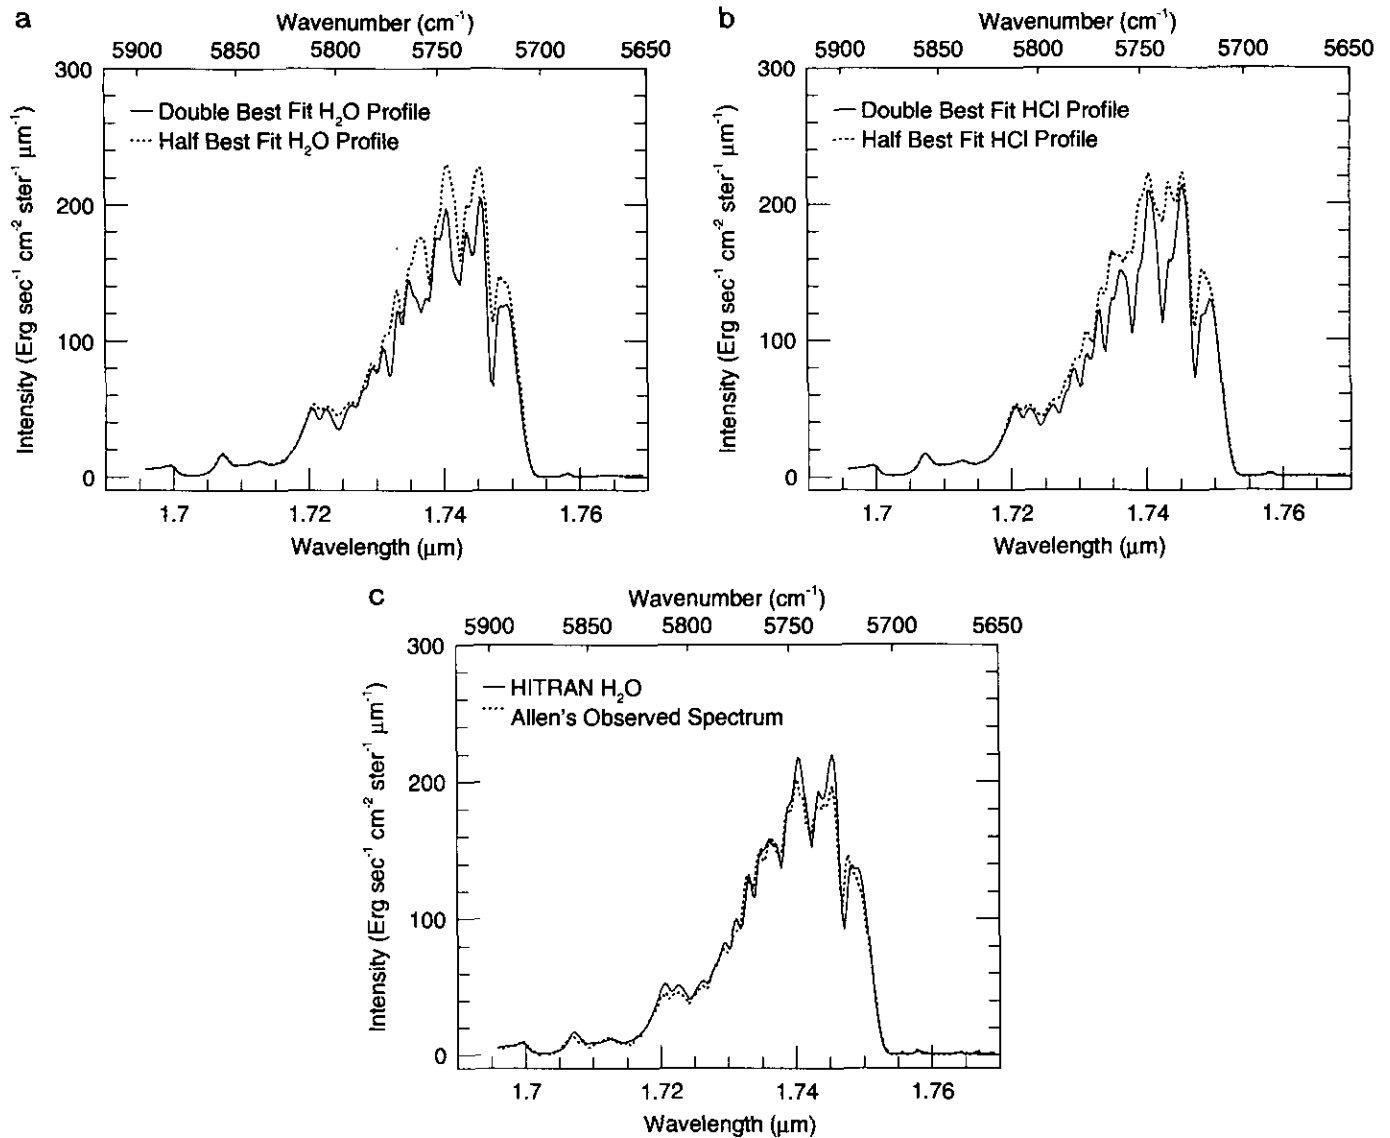 a
Wavenumber (cm⁻¹)
5900 5850 5800 5750 5700 5650
300
200
100
0
Double Best Fit H₂O Profile
Half Best Fit H₂O Profile
Intensity (Erg sec⁻¹ cm⁻² ster⁻¹ μm⁻¹)
1.7 1.72 1.74 1.76
Wavelength (μm)
b
Wavenumber (cm⁻¹)
5900 5850 5800 5750 5700 5650
300
200
100
0
Double Best Fit HCl Profile
Half Best Fit HCl Profile
Intensity (Erg sec⁻¹ cm⁻² ster⁻¹ μm⁻¹)
1.7 1.72 1.74 1.76
Wavelength (μm)
c
Wavenumber (cm⁻¹)
5900 5850 5800 5750 5700 5650
300
200
100
0
HITRAN H₂O
Allen's Observed Spectrum
Intensity (Erg sec⁻¹ cm⁻² ster⁻¹ μm⁻¹)
1.7 1.72 1.74 1.76
Wavelength (μm)